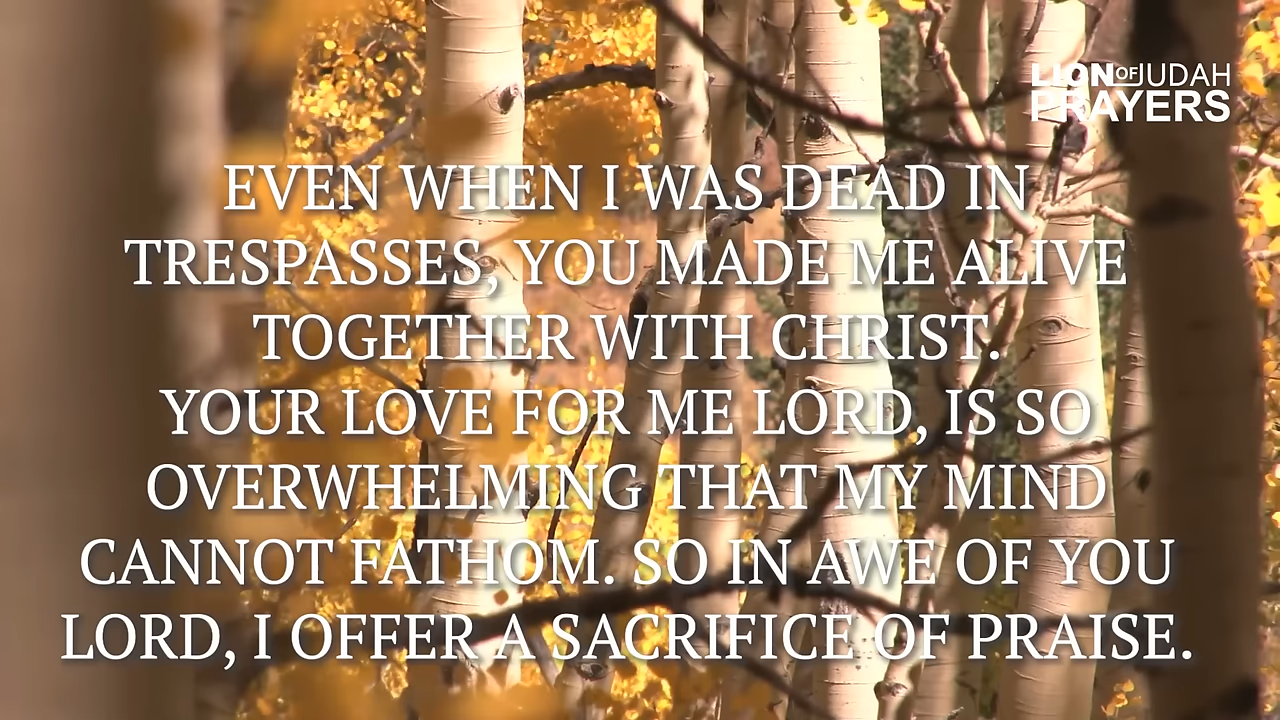 LION OF JUDAH
PRAYERS
EVEN WHEN I WAS DEAD IN
TRESPASSES, YOU MADE ME ALIVE
TOGETHER WITH CHRIST.
YOUR LOVE FOR ME LORD, IS SO
OVERWHELMING THAT MY MIND
CANNOT FATHOM. SO IN AWE OF YOU
LORD, I OFFER A SACRIFICE OF PRAISE.